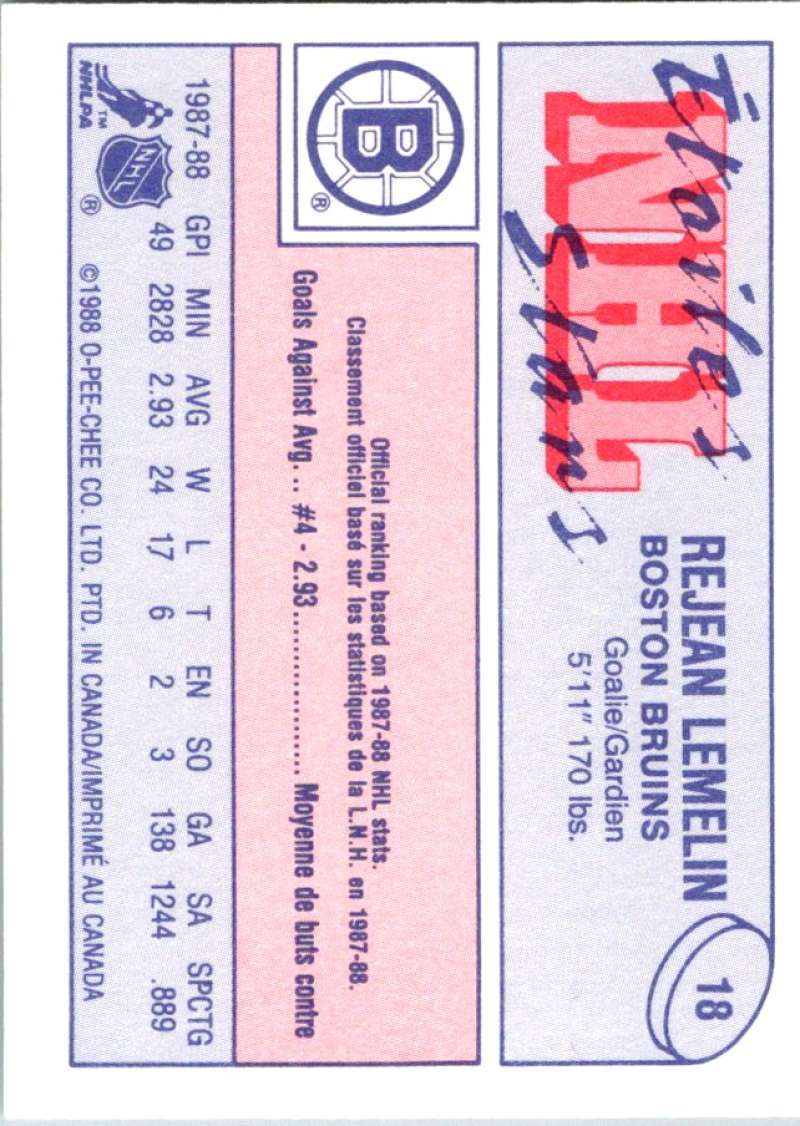 Étoiles
NHL
Stars
REJEAN LEMELIN
BOSTON BRUINS
Goalie/Gardien
5'11" 170 lbs.
18
B
®
Official ranking based on 1987-88 NHL stats.
Classement officiel basé sur les statistiques de la L.N.H. en 1987-88.
Goals Against Avg. .. #4 - 2.93................... Moyenne de buts contre
1987-88 GPI MIN AVG W L T EN SO GA SA SPCTG
49 2828 2.93 24 17 6 2 3 138 1244 .889
NHLPA
TM
NHL
®
©1988 O-PEE-CHEE CO. LTD. PTD. IN CANADA/IMPRIMÉ AU CANADA